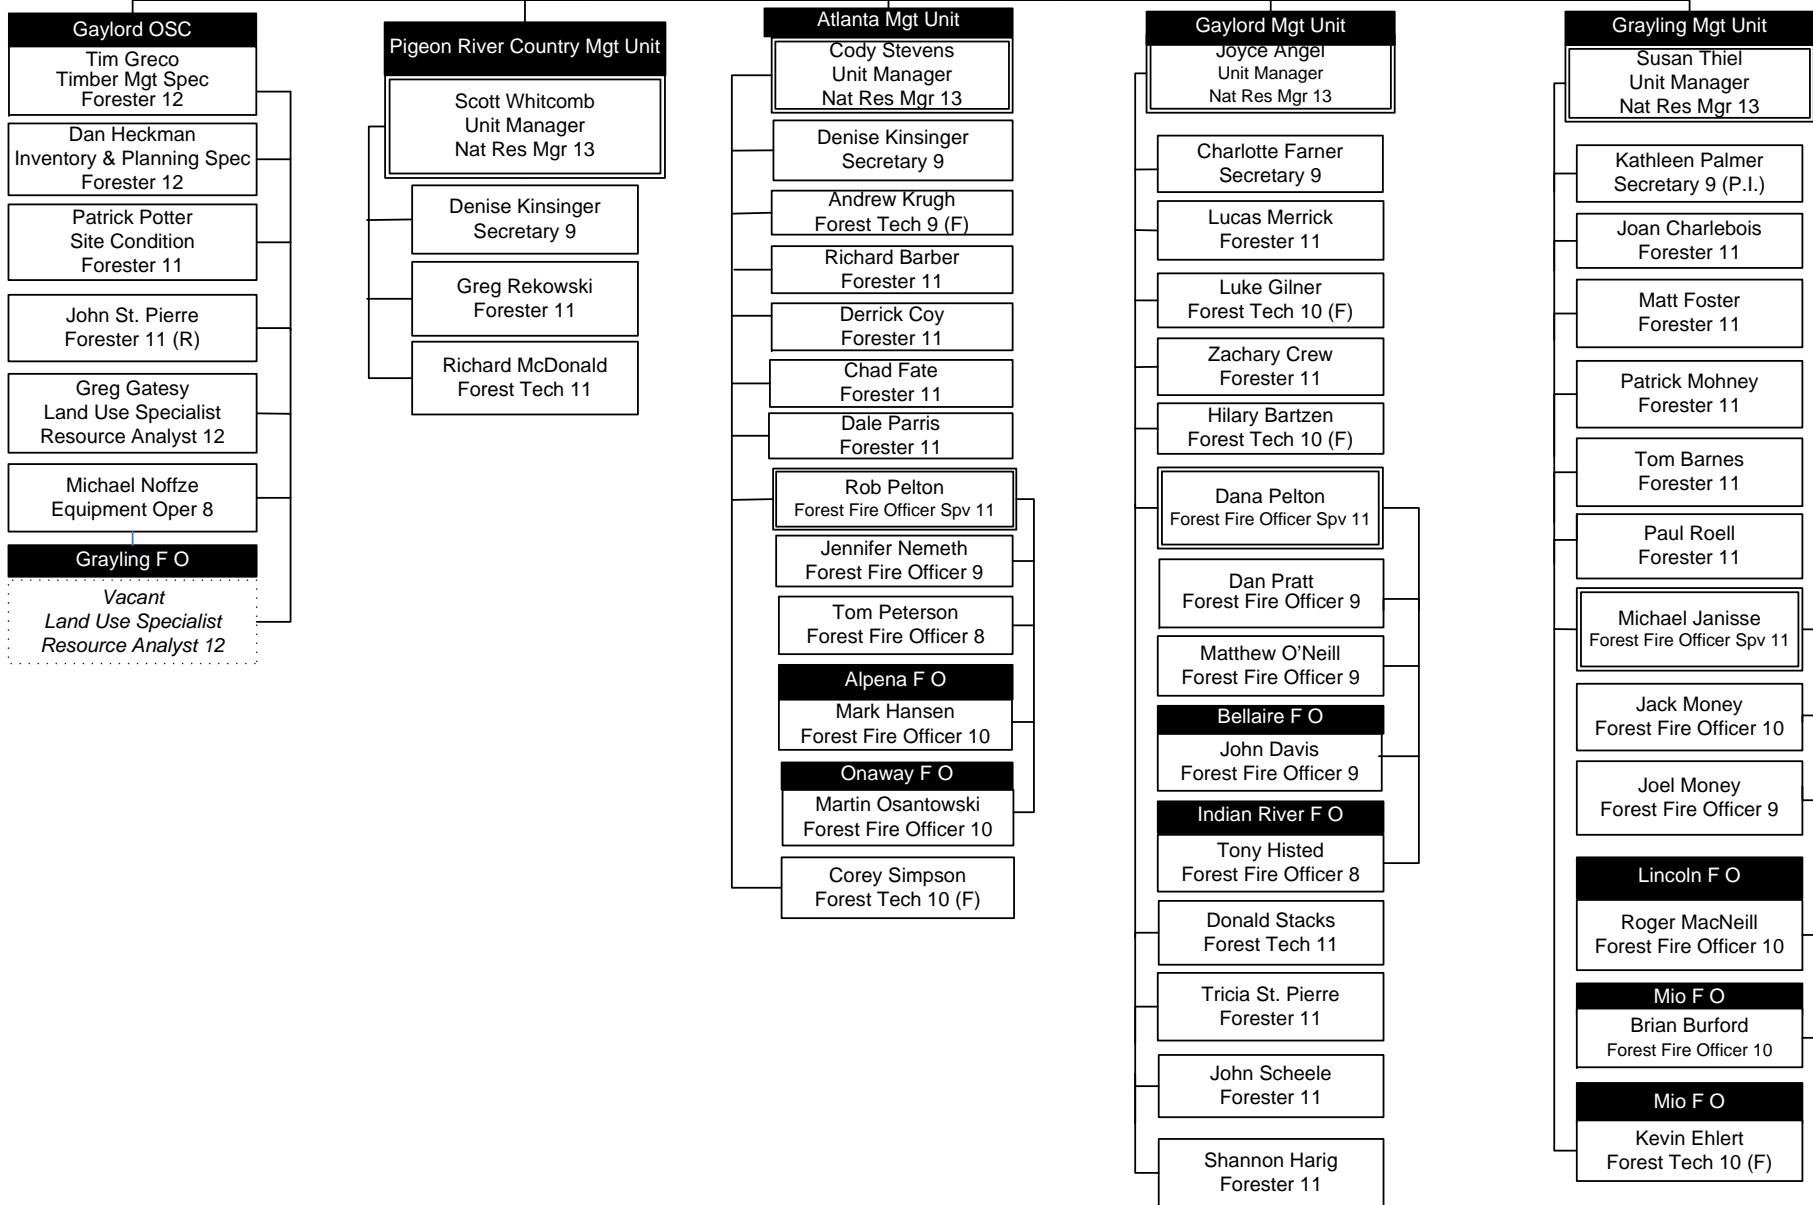 Gaylord OSC
Tim Greco
Timber Mgt Spec
Forester 12
Dan Heckman
Inventory & Planning Spec
Forester 12
Patrick Potter
Site Condition
Forester 11
John St. Pierre
Forester 11 (R)
Greg Gatesy
Land Use Specialist
Resource Analyst 12
Michael Noffze
Equipment Oper 8
Grayling F O
Vacant
Land Use Specialist
Resource Analyst 12
Pigeon River Country Mgt Unit
Scott Whitcomb
Unit Manager
Nat Res Mgr 13
Denise Kinsinger
Secretary 9
Greg Rekowski
Forester 11
Richard McDonald
Forest Tech 11
Atlanta Mgt Unit
Cody Stevens
Unit Manager
Nat Res Mgr 13
Denise Kinsinger
Secretary 9
Andrew Krugh
Forest Tech 9 (F)
Richard Barber
Forester 11
Derrick Coy
Forester 11
Chad Fate
Forester 11
Dale Parris
Forester 11
Rob Pelton
Forest Fire Officer Spv 11
Jennifer Nemeth
Forest Fire Officer 9
Tom Peterson
Forest Fire Officer 8
Alpena F O
Mark Hansen
Forest Fire Officer 10
Onaway F O
Martin Osantowski
Forest Fire Officer 10
Corey Simpson
Forest Tech 10 (F)
Gaylord Mgt Unit
Joyce Angel
Unit Manager
Nat Res Mgr 13
Charlotte Farner
Secretary 9
Lucas Merrick
Forester 11
Luke Gilner
Forest Tech 10 (F)
Zachary Crew
Forester 11
Hilary Bartzen
Forest Tech 10 (F)
Dana Pelton
Forest Fire Officer Spv 11
Dan Pratt
Forest Fire Officer 9
Matthew O’Neill
Forest Fire Officer 9
Bellaire F O
John Davis
Forest Fire Officer 9
Indian River F O
Tony Histed
Forest Fire Officer 8
Donald Stacks
Forest Tech 11
Tricia St. Pierre
Forester 11
John Scheele
Forester 11
Shannon Harig
Forester 11
Grayling Mgt Unit
Susan Thiel
Unit Manager
Nat Res Mgr 13
Kathleen Palmer
Secretary 9 (P.I.)
Joan Charlebois
Forester 11
Matt Foster
Forester 11
Patrick Mohney
Forester 11
Tom Barnes
Forester 11
Paul Roell
Forester 11
Michael Janisse
Forest Fire Officer Spv 11
Jack Money
Forest Fire Officer 10
Joel Money
Forest Fire Officer 9
Lincoln F O
Roger MacNeill
Forest Fire Officer 10
Mio F O
Brian Burford
Forest Fire Officer 10
Mio F O
Kevin Ehlert
Forest Tech 10 (F)